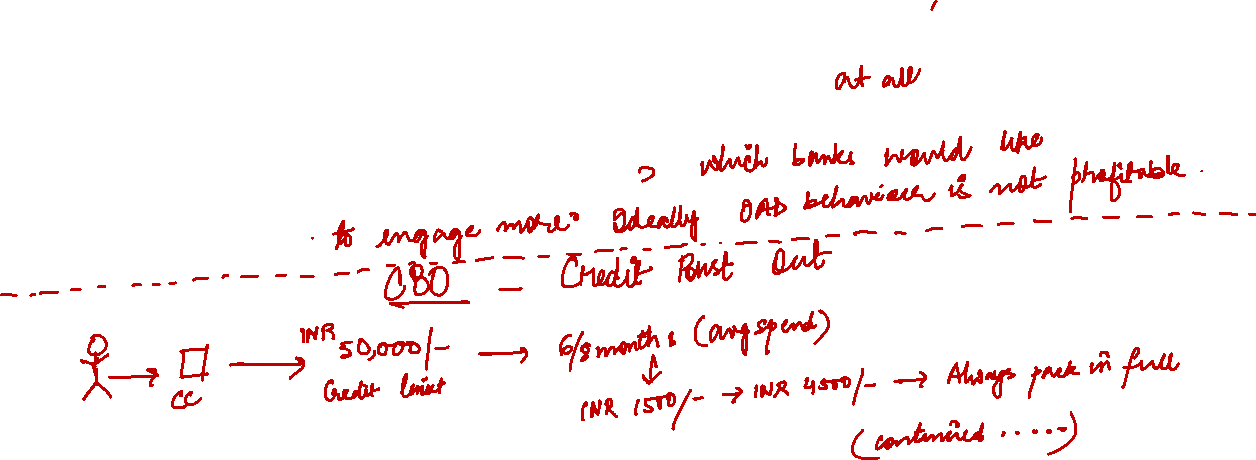 at all
which banks would like
to engage more. Ideally OAD behaviour is not profitable.
CBO - Credit Bust Out
CC → INR 50,000/- → 6/8 months (avg spend)
Credit limit
INR 1500/- → INR 4500/- → Always pack in full
(continued .....)